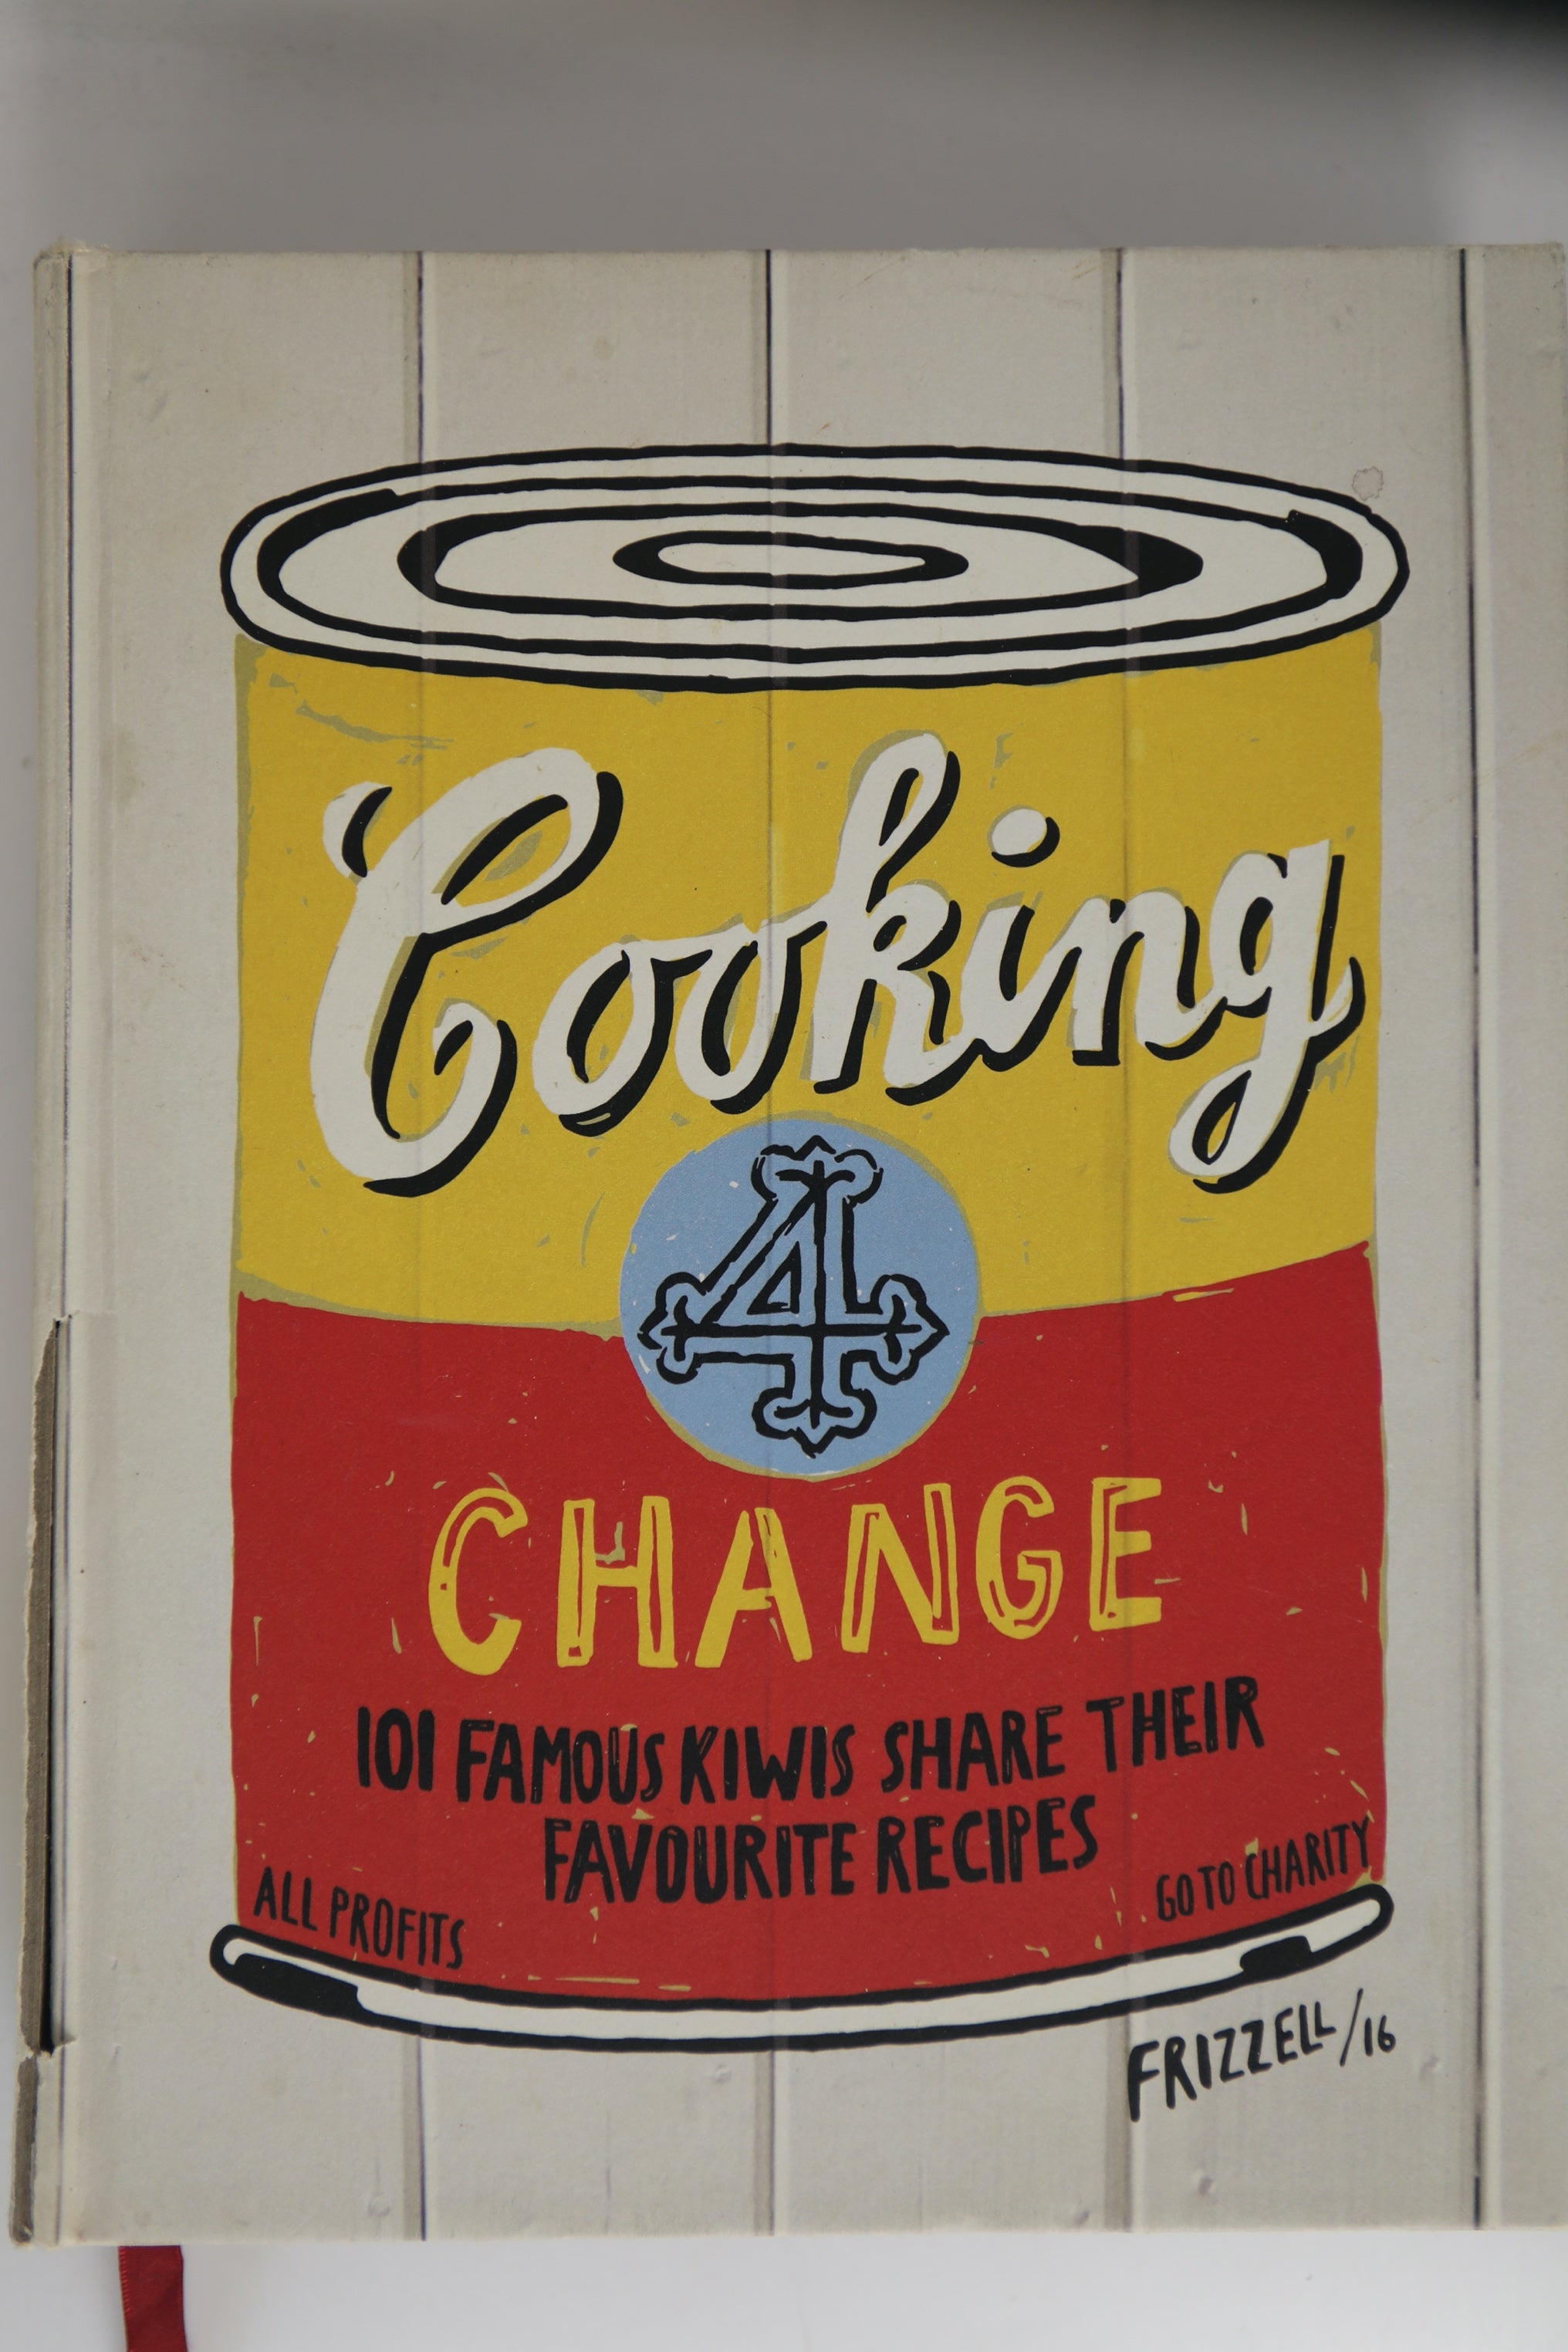 Cooking
4
CHANGE
101 FAMOUS KIWIS SHARE THEIR
FAVOURITE RECIPES
ALL PROFITS
GO TO CHARITY
FRIZZELL/16